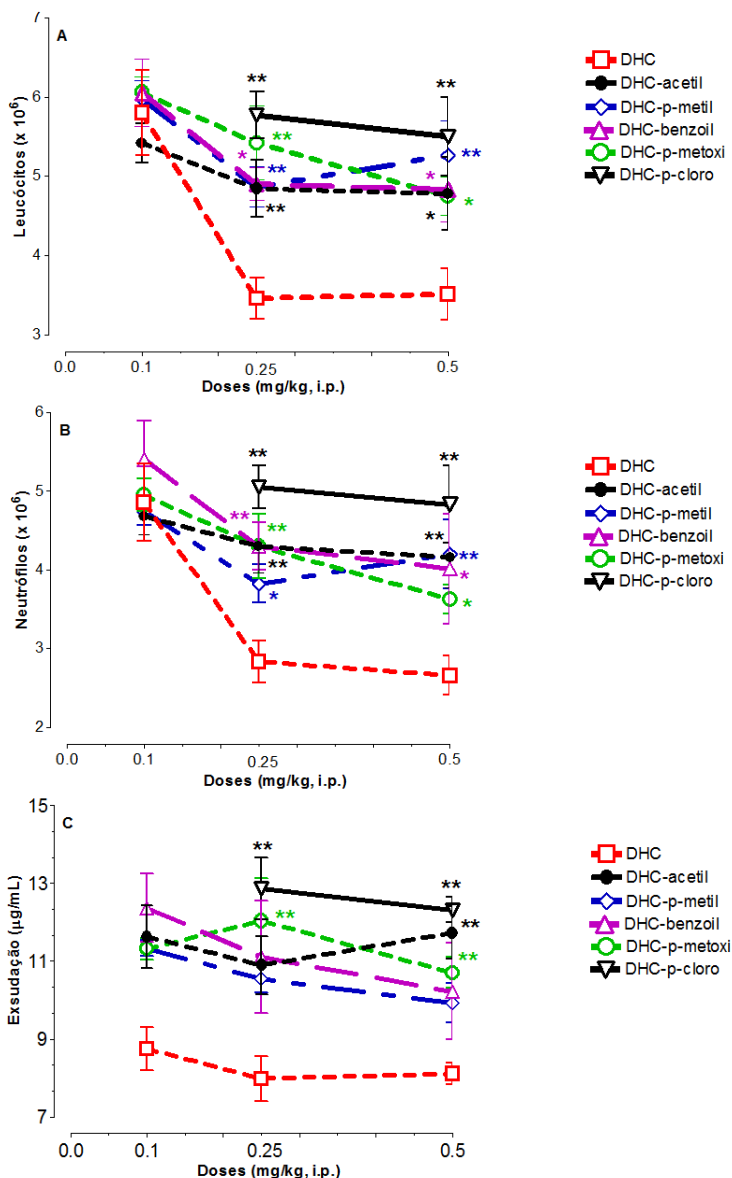 A
7
6
5
4
3
Leucócitos (x 10⁶)
** **
** **
* **
* *
** *
0.0 0.1 0.25 0.5
Doses (mg/kg, i.p.)
DHC
DHC-acetil
DHC-p-metil
DHC-benzoil
DHC-p-metoxi
DHC-p-cloro
B
6
5
4
3
2
Neutrófilos (x 10⁶)
** **
** ** **
** **
* *
*
0.0 0.1 0.25 0.5
Doses (mg/kg, i.p.)
DHC
DHC-acetil
DHC-p-metil
DHC-benzoil
DHC-p-metoxi
DHC-p-cloro
C
15
13
11
9
7
Exsudação (µg/mL)
** **
** **
**
0.0 0.1 0.25 0.5
Doses (mg/kg, i.p.)
DHC
DHC-acetil
DHC-p-metil
DHC-benzoil
DHC-p-metoxi
DHC-p-cloro